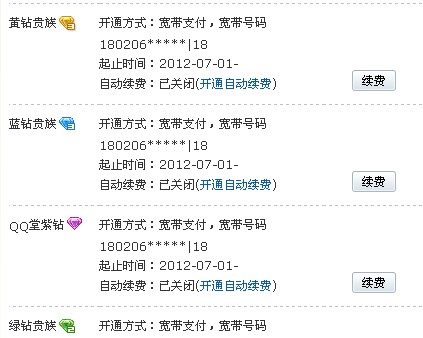 黄钻贵族 开通方式：宽带支付，宽带号码
180206*****|18
起止时间：2012-07-01-
自动续费：已关闭(开通自动续费) 续费
蓝钻贵族 开通方式：宽带支付，宽带号码
180206*****|18
起止时间：2012-07-01-
自动续费：已关闭(开通自动续费) 续费
QQ堂紫钻 开通方式：宽带支付，宽带号码
180206*****|18
起止时间：2012-07-01-
自动续费：已关闭(开通自动续费) 续费
绿钻贵族 开通方式：宽带支付，宽带号码